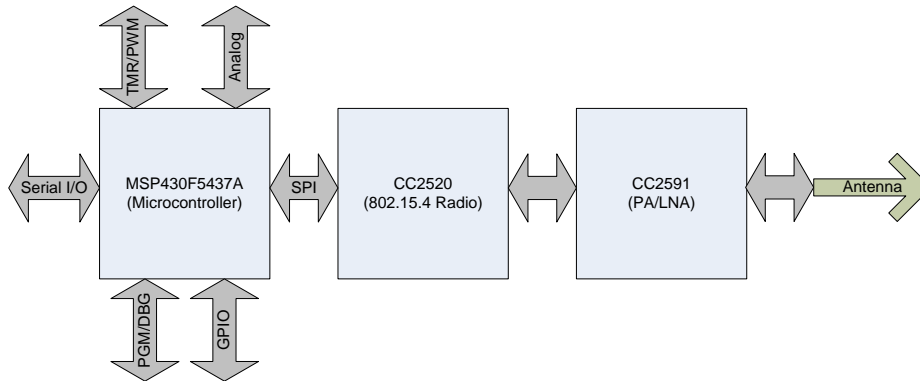 TMR/PWM
Analog
Serial I/O
MSP430F5437A
(Microcontroller)
SPI
CC2520
(802.15.4 Radio)
CC2591
(PA/LNA)
Antenna
PGM/DBG
GPIO